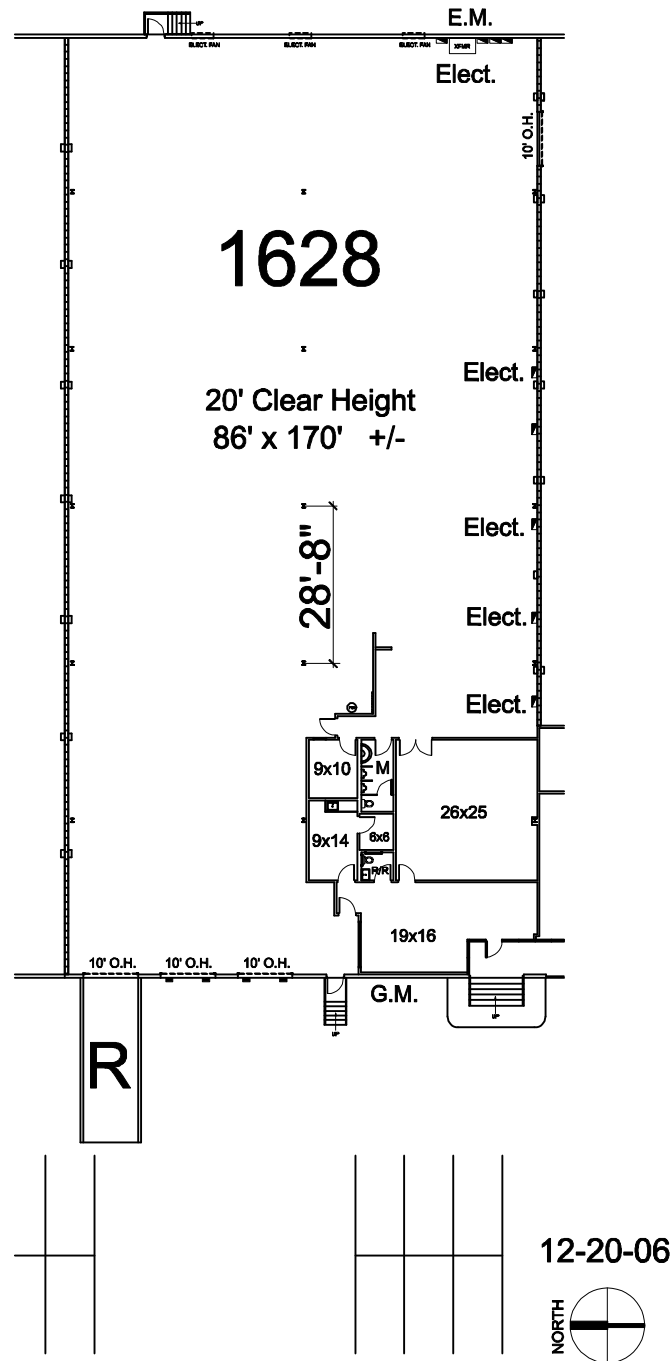 E.M.
UP
ELECT. FAN
ELECT. FAN
ELECT. FAN
XFMR
Elect.
10' O.H.
1628
Elect.
20' Clear Height
86' x 170' +/-
28'-8"
Elect.
Elect.
Elect.
9x10
M
26x25
9x14
6x6
R/R
19x16
10' O.H.
10' O.H.
10' O.H.
G.M.
UP
UP
R
12-20-06
NORTH